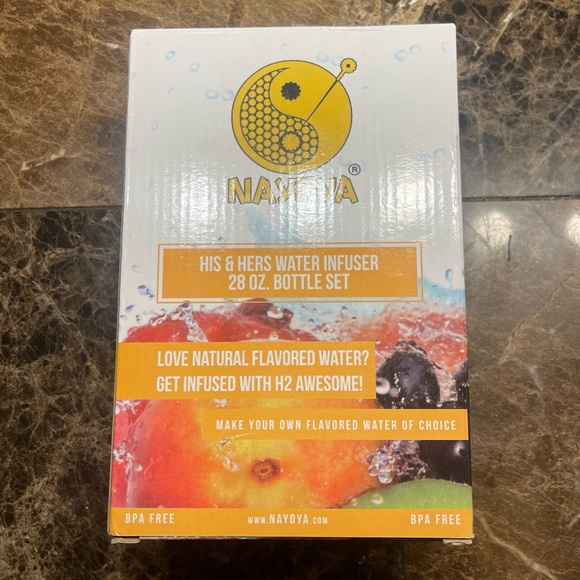 NAYOYA®
HIS & HERS WATER INFUSER
28 OZ. BOTTLE SET
LOVE NATURAL FLAVORED WATER?
GET INFUSED WITH H2 AWESOME!
MAKE YOUR OWN FLAVORED WATER OF CHOICE
BPA FREE www.NAYOYA.com BPA FREE